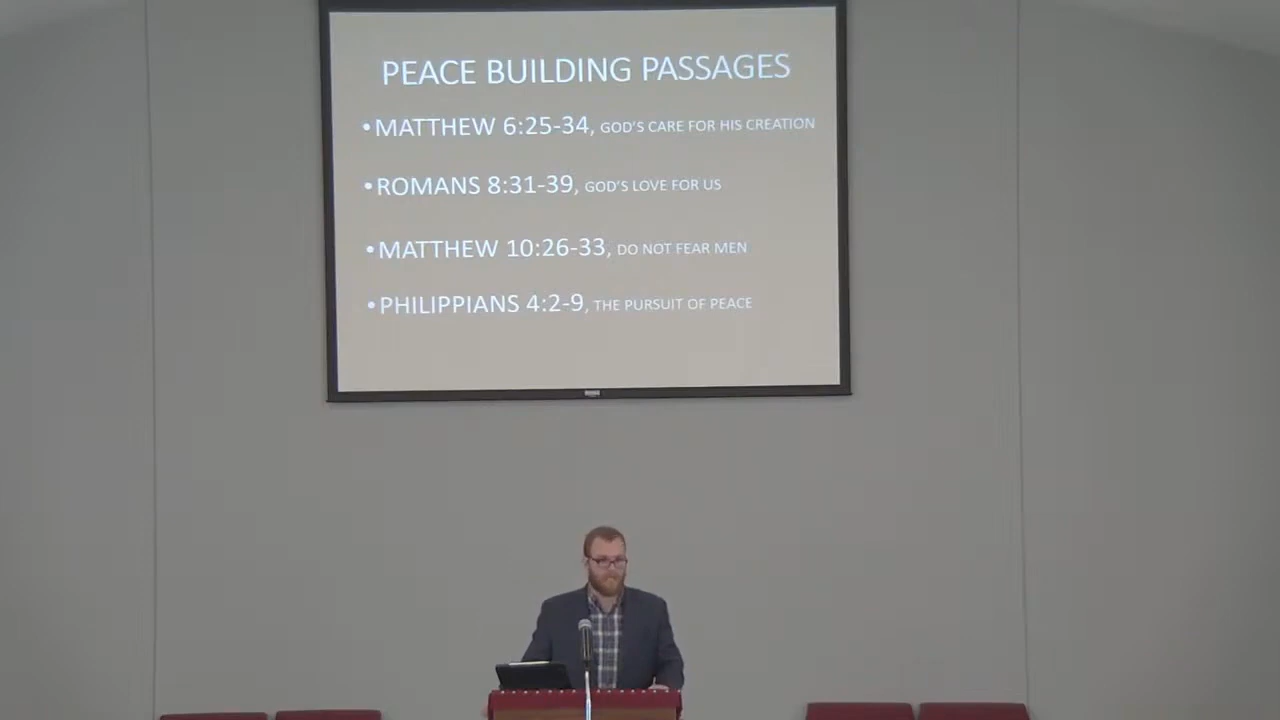 PEACE BUILDING PASSAGES
•MATTHEW 6:25-34, GOD'S CARE FOR HIS CREATION
•ROMANS 8:31-39, GOD'S LOVE FOR US
•MATTHEW 10:26-33, DO NOT FEAR MEN
•PHILIPPIANS 4:2-9, THE PURSUIT OF PEACE